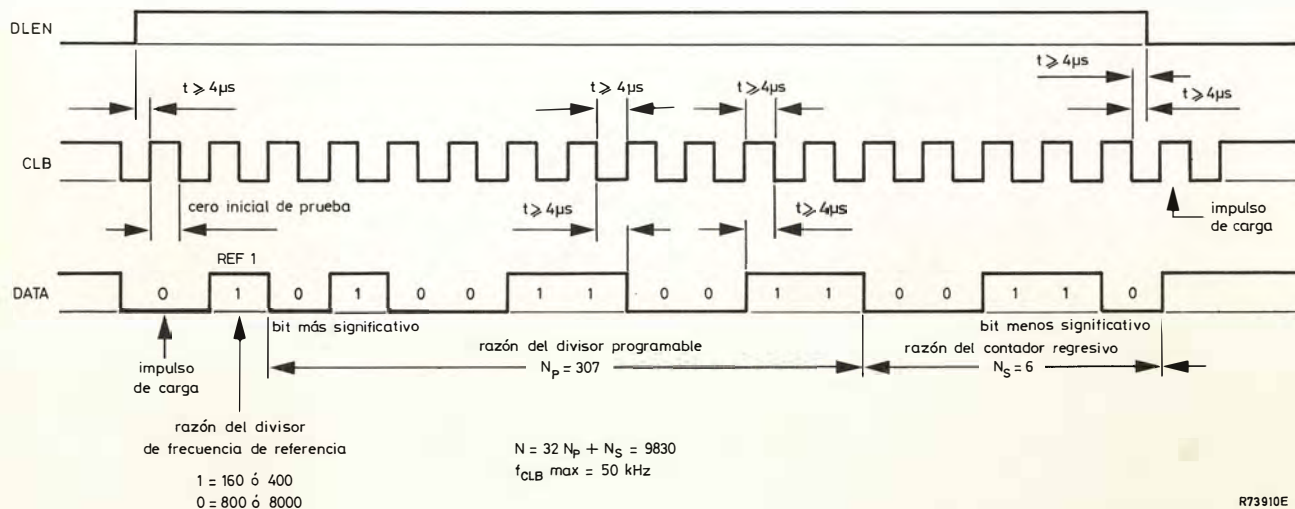 DLEN
t ⩾ 4µs
t ⩾ 4µs
t ⩾ 4µs
t ⩾ 4µs
t ⩾ 4µs
CLB
cero inicial de prueba
t ⩾ 4µs
t ⩾ 4µs
impulso
de carga
REF 1
DATA
0 1 0 1 0 0 1 1 0 0 1 1 0 0 1 1 0
bit más significativo
bit menos significativo
impulso
de carga
razón del divisor programable
N_P = 307
razón del contador regresivo
N_S = 6
razón del divisor
de frecuencia de referencia
1 = 160 ó 400
0 = 800 ó 8000
N = 32 N_P + N_S = 9830
f_CLB max = 50 kHz
R73910E